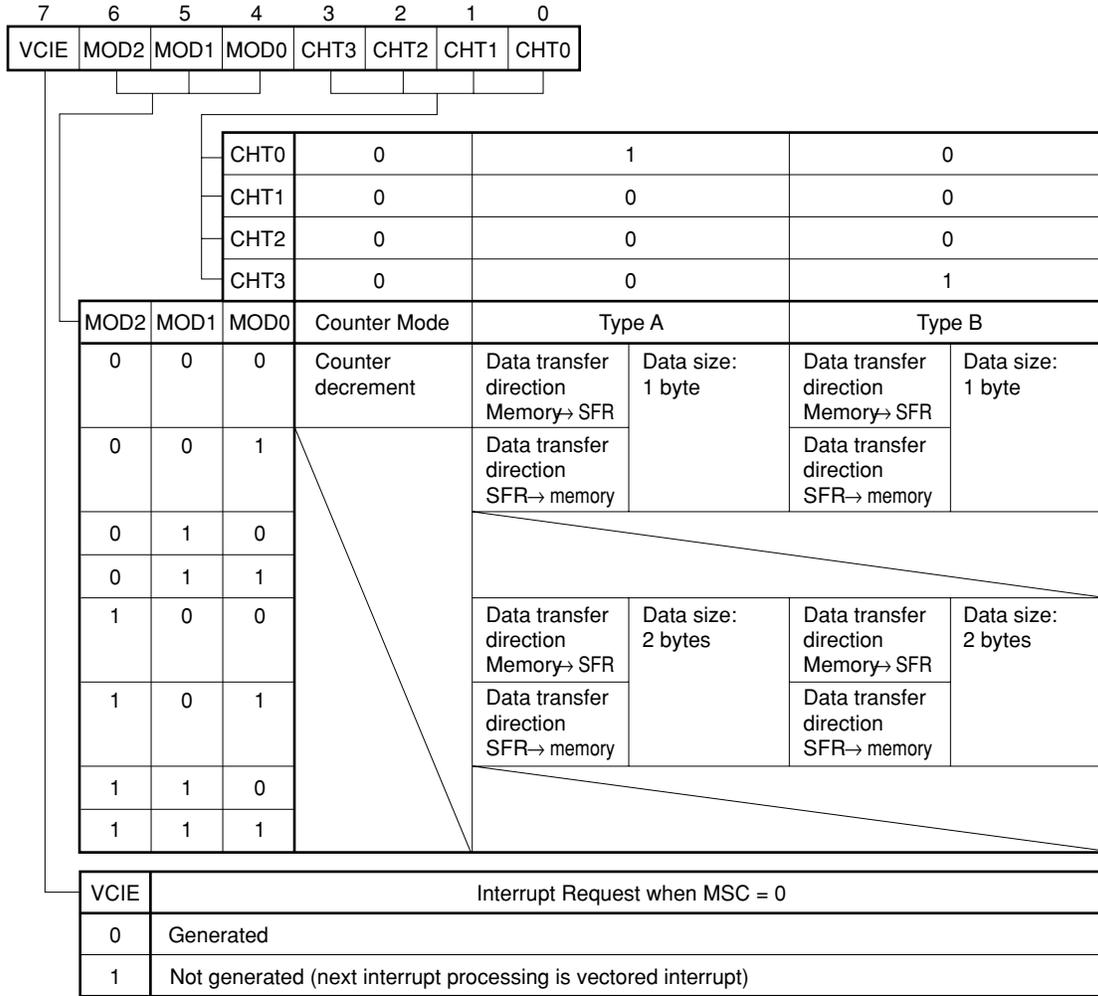 7 6 5 4 3 2 1 0
VCIE MOD2 MOD1 MOD0 CHT3 CHT2 CHT1 CHT0
CHT0 0 1 0
CHT1 0 0 0
CHT2 0 0 0
CHT3 0 0 1
MOD2 MOD1 MOD0 Counter Mode Type A Type B
0 0 0 Counter Data transfer Data size: Data transfer Data size:
decrement direction 1 byte direction 1 byte
Memory→ SFR Memory→ SFR
0 0 1 Data transfer Data transfer
direction direction
SFR→ memory SFR→ memory
0 1 0
0 1 1
1 0 0 Data transfer Data size: Data transfer Data size:
direction 2 bytes direction 2 bytes
Memory→ SFR Memory→ SFR
1 0 1 Data transfer Data transfer
direction direction
SFR→ memory SFR→ memory
1 1 0
1 1 1
VCIE Interrupt Request when MSC = 0
0 Generated
1 Not generated (next interrupt processing is vectored interrupt)